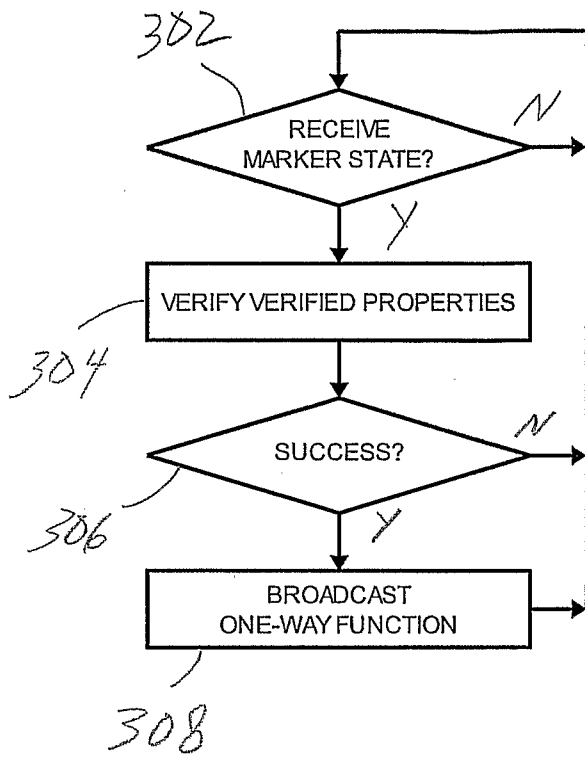 302
RECEIVE
MARKER STATE?
N
Y
VERIFY VERIFIED PROPERTIES
304
SUCCESS?
N
306
Y
BROADCAST
ONE-WAY FUNCTION
308